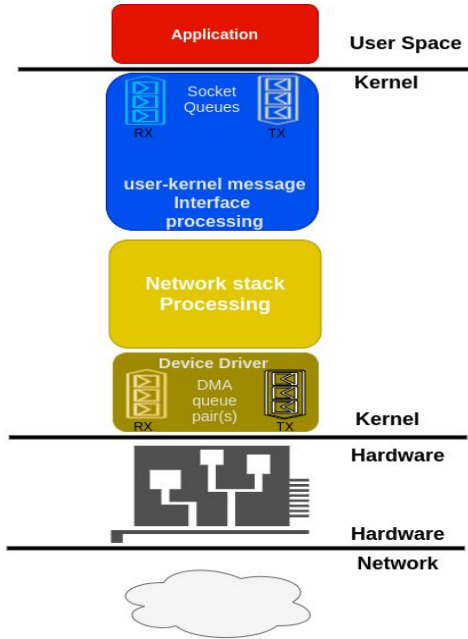 Application
User Space
Kernel
Socket
Queues
RX
TX
user-kernel message
Interface
processing
Network stack
Processing
Device Driver
DMA
queue
pair(s)
RX
TX
Kernel
Hardware
Hardware
Network